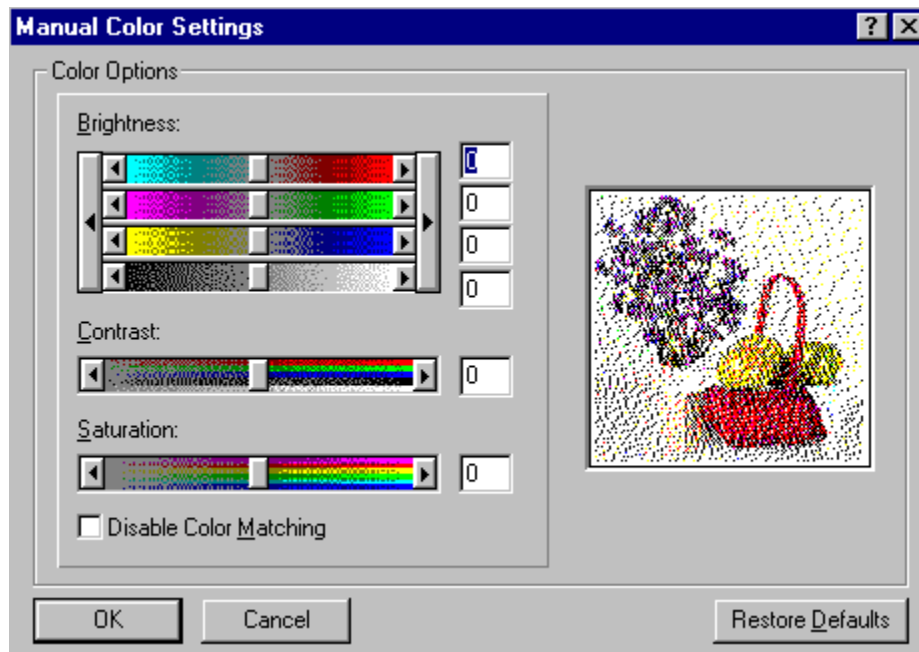 Manual Color Settings
Color Options
Brightness:
0
0
0
0
Contrast:
0
Saturation:
0
Disable Color Matching
OK Cancel Restore Defaults